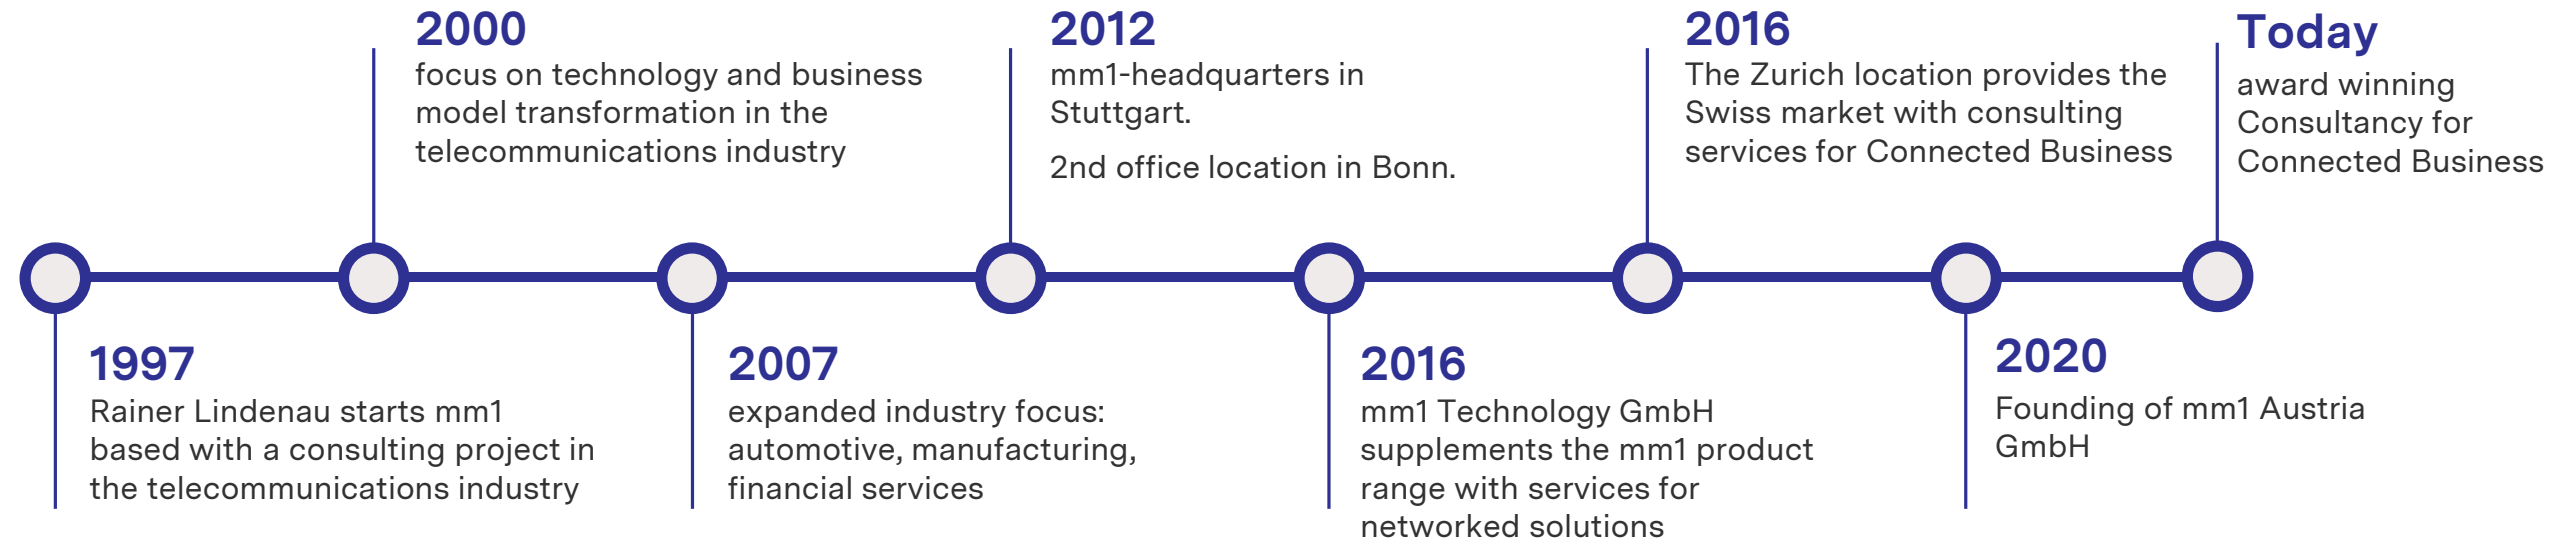 2000
focus on technology and business
model transformation in the
telecommunications industry
2012
mm1-headquarters in
Stuttgart.
2nd office location in Bonn.
2016
The Zurich location provides the
Swiss market with consulting
services for Connected Business
Today
award winning
Consultancy for
Connected Business
1997
Rainer Lindenau starts mm1
based with a consulting project in
the telecommunications industry
2007
expanded industry focus:
automotive, manufacturing,
financial services
2016
mm1 Technology GmbH
supplements the mm1 product
range with services for
networked solutions
2020
Founding of mm1 Austria
GmbH